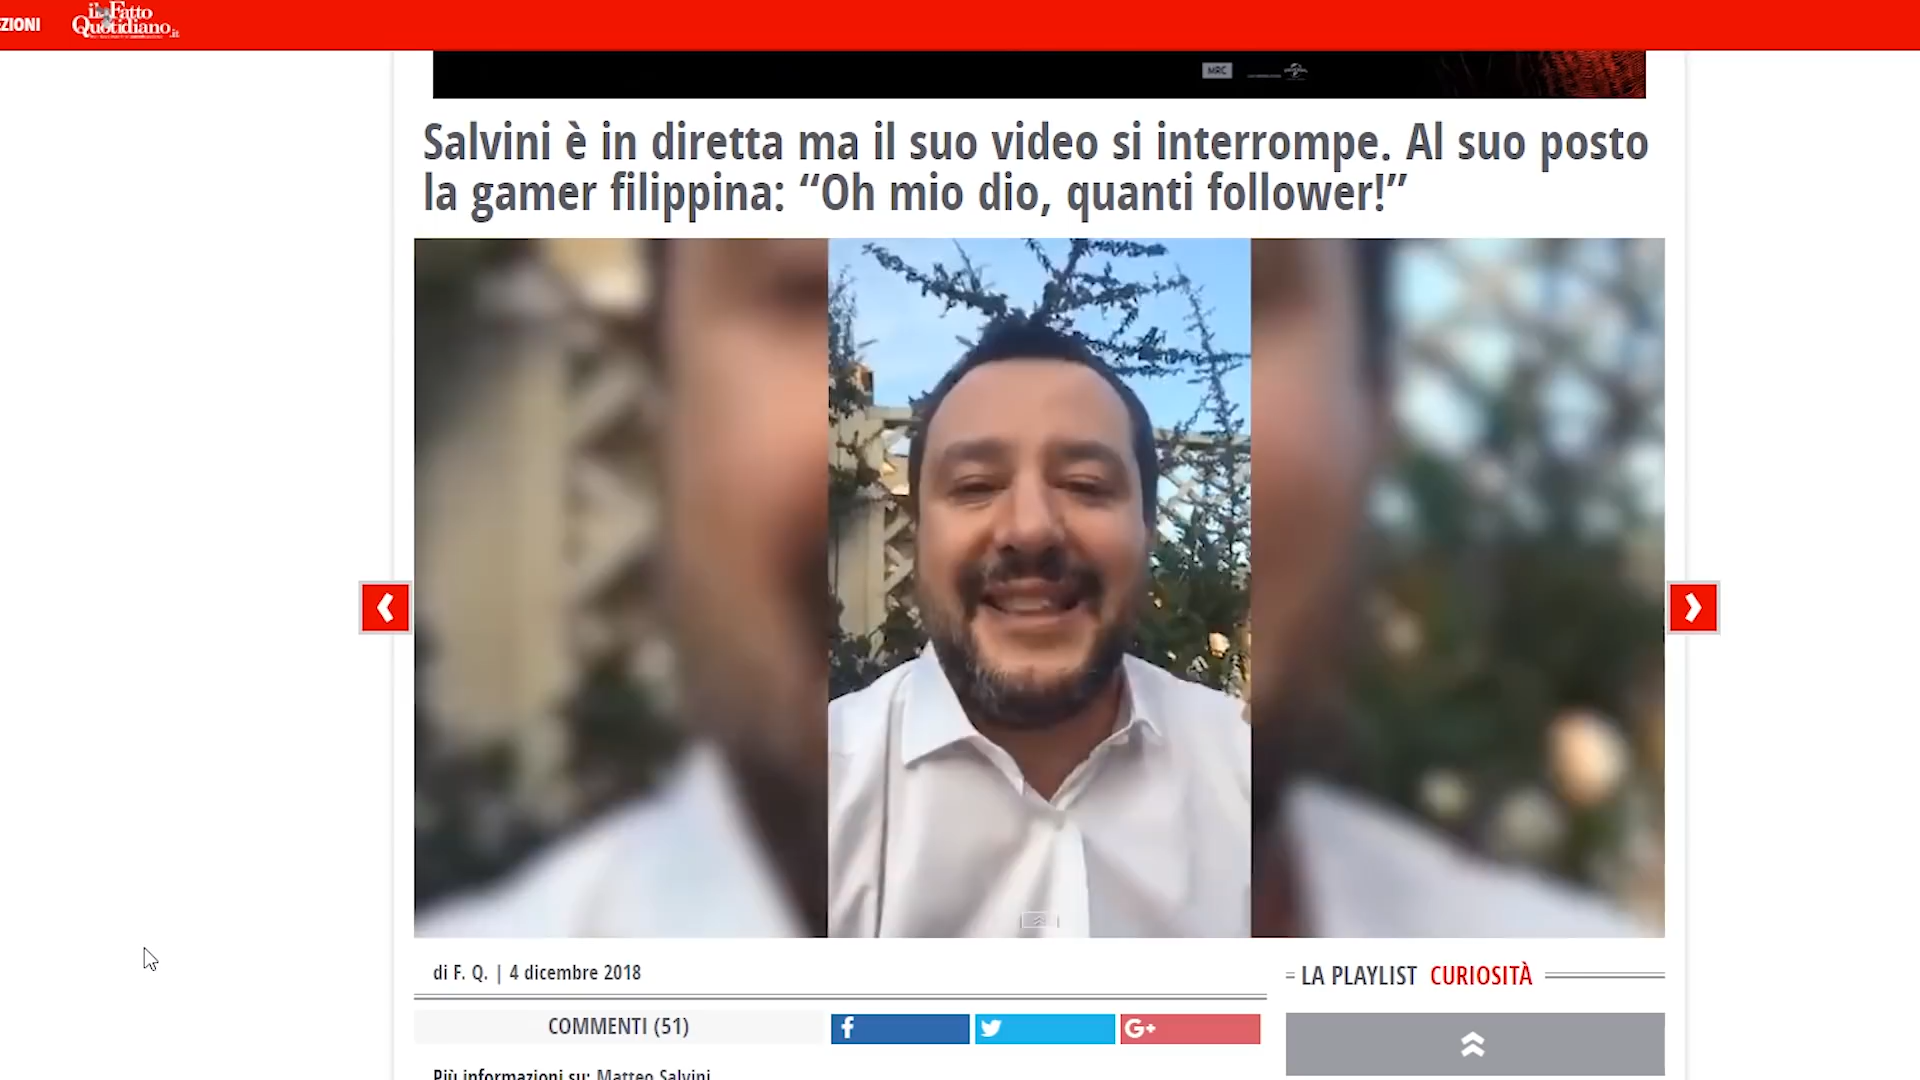 ZIONI
il Fatto
Quotidiano.it
MRC
Salvini è in diretta ma il suo video si interrompe. Al suo posto
la gamer filippina: “Oh mio dio, quanti follower!”
di F. Q. | 4 dicembre 2018
LA PLAYLIST CURIOSITÀ
COMMENTI (51)
G+
Più informazioni su: Matteo Salvini